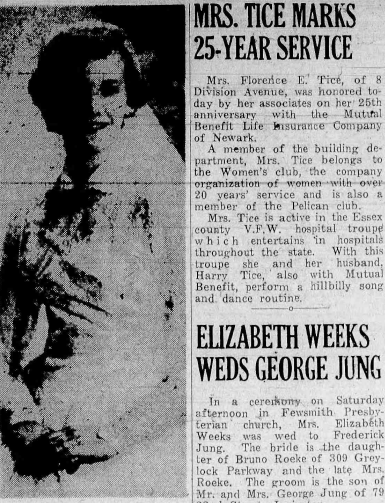 MRS. TICE MARKS
25-YEAR SERVICE
Mrs. Florence E. Tice, of 8
Division Avenue, was honored to-
day by her associates on her 25th
anniversary with the Mutual
Benefit Life Insurance Company
of Newark.
A member of the building de-
partment, Mrs. Tice belongs to
the Women's club, the company
organization of women with over
20 years' service and is also a
member of the Pelican club.
Mrs. Tice is active in the Essex
county V.F.W. hospital troupe
which entertains in hospitals
throughout the state. With this
troupe she and her husband,
Harry Tice, also with Mutual
Benefit, perform a hillbilly song
and dance routine.
ELIZABETH WEEKS
WEDS GEORGE JUNG
In a ceremony on Saturday
afternoon in Fewsmith Presby-
terian church, Mrs. Elizabeth
Weeks was wed to Frederick
Jung. The bride is the daugh-
ter of Bruno Roeke of 309 Grey-
lock Parkway and the late Mrs.
Roeke. The groom is the son of
Mr. and Mrs. George Jung of 79